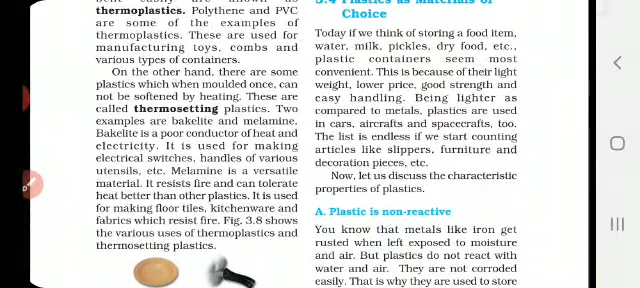 thermoplastics. Polythene and PVC
are some of the examples of
thermoplastics. These are used for
manufacturing toys, combs and
various types of containers.
On the other hand, there are some
plastics which when moulded once, can
not be softened by heating. These are
called thermosetting plastics. Two
examples are bakelite and melamine.
Bakelite is a poor conductor of heat and
electricity. It is used for making
electrical switches, handles of various
utensils, etc. Melamine is a versatile
material. It resists fire and can tolerate
heat better than other plastics. It is used
for making floor tiles, kitchenware and
fabrics which resist fire. Fig. 3.8 shows
the various uses of thermoplastics and
thermosetting plastics.
3.4 Plastics as Materials of
Choice
Today if we think of storing a food item,
water, milk, pickles, dry food, etc.,
plastic containers seem most
convenient. This is because of their light
weight, lower price, good strength and
easy handling. Being lighter as
compared to metals, plastics are used
in cars, aircrafts and spacecrafts, too.
The list is endless if we start counting
articles like slippers, furniture and
decoration pieces, etc.
Now, let us discuss the characteristic
properties of plastics.
A. Plastic is non-reactive
You know that metals like iron get
rusted when left exposed to moisture
and air. But plastics do not react with
water and air. They are not corroded
easily. That is why they are used to store